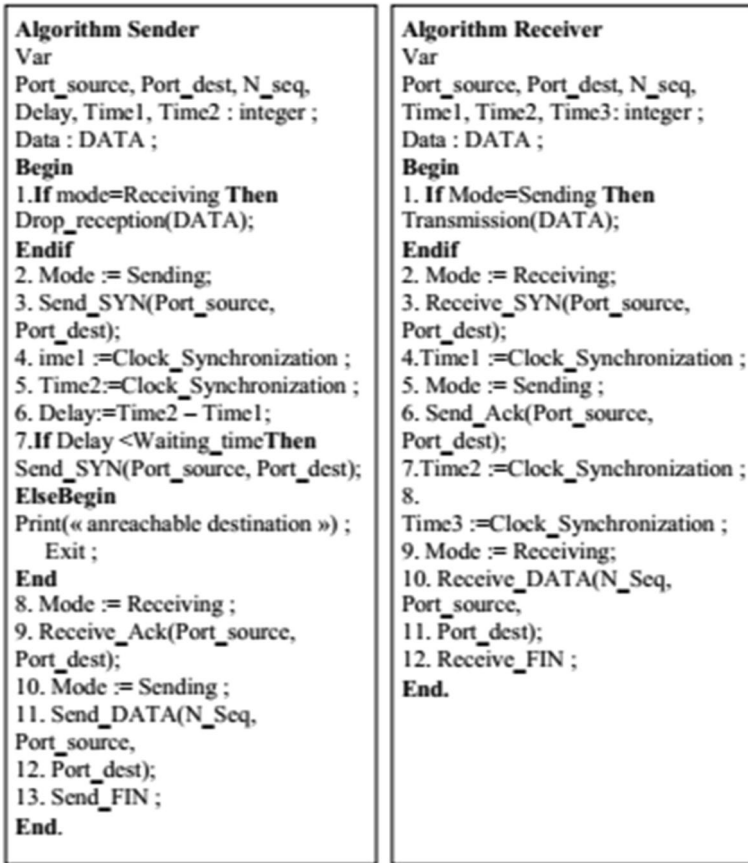 Algorithm Sender
Var
Port_source, Port_dest, N_seq,
Delay, Time1, Time2 : integer ;
Data : DATA ;
Begin
1.If mode=Receiving Then
Drop_reception(DATA);
Endif
2. Mode := Sending;
3. Send_SYN(Port_source,
Port_dest);
4. ime1 :=Clock_Synchronization ;
5. Time2:=Clock_Synchronization ;
6. Delay:=Time2 – Time1;
7.If Delay <Waiting_timeThen
Send_SYN(Port_source, Port_dest);
ElseBegin
Print(« anreachable destination ») ;
Exit ;
End
8. Mode := Receiving ;
9. Receive_Ack(Port_source,
Port_dest);
10. Mode := Sending ;
11. Send_DATA(N_Seq,
Port_source,
12. Port_dest);
13. Send_FIN ;
End.
Algorithm Receiver
Var
Port_source, Port_dest, N_seq,
Time1, Time2, Time3: integer ;
Data : DATA ;
Begin
1. If Mode=Sending Then
Transmission(DATA);
Endif
2. Mode := Receiving;
3. Receive_SYN(Port_source,
Port_dest);
4.Time1 :=Clock_Synchronization ;
5. Mode := Sending ;
6. Send_Ack(Port_source,
Port_dest);
7.Time2 :=Clock_Synchronization ;
8.
Time3 :=Clock_Synchronization ;
9. Mode := Receiving;
10. Receive_DATA(N_Seq,
Port_source,
11. Port_dest);
12. Receive_FIN ;
End.